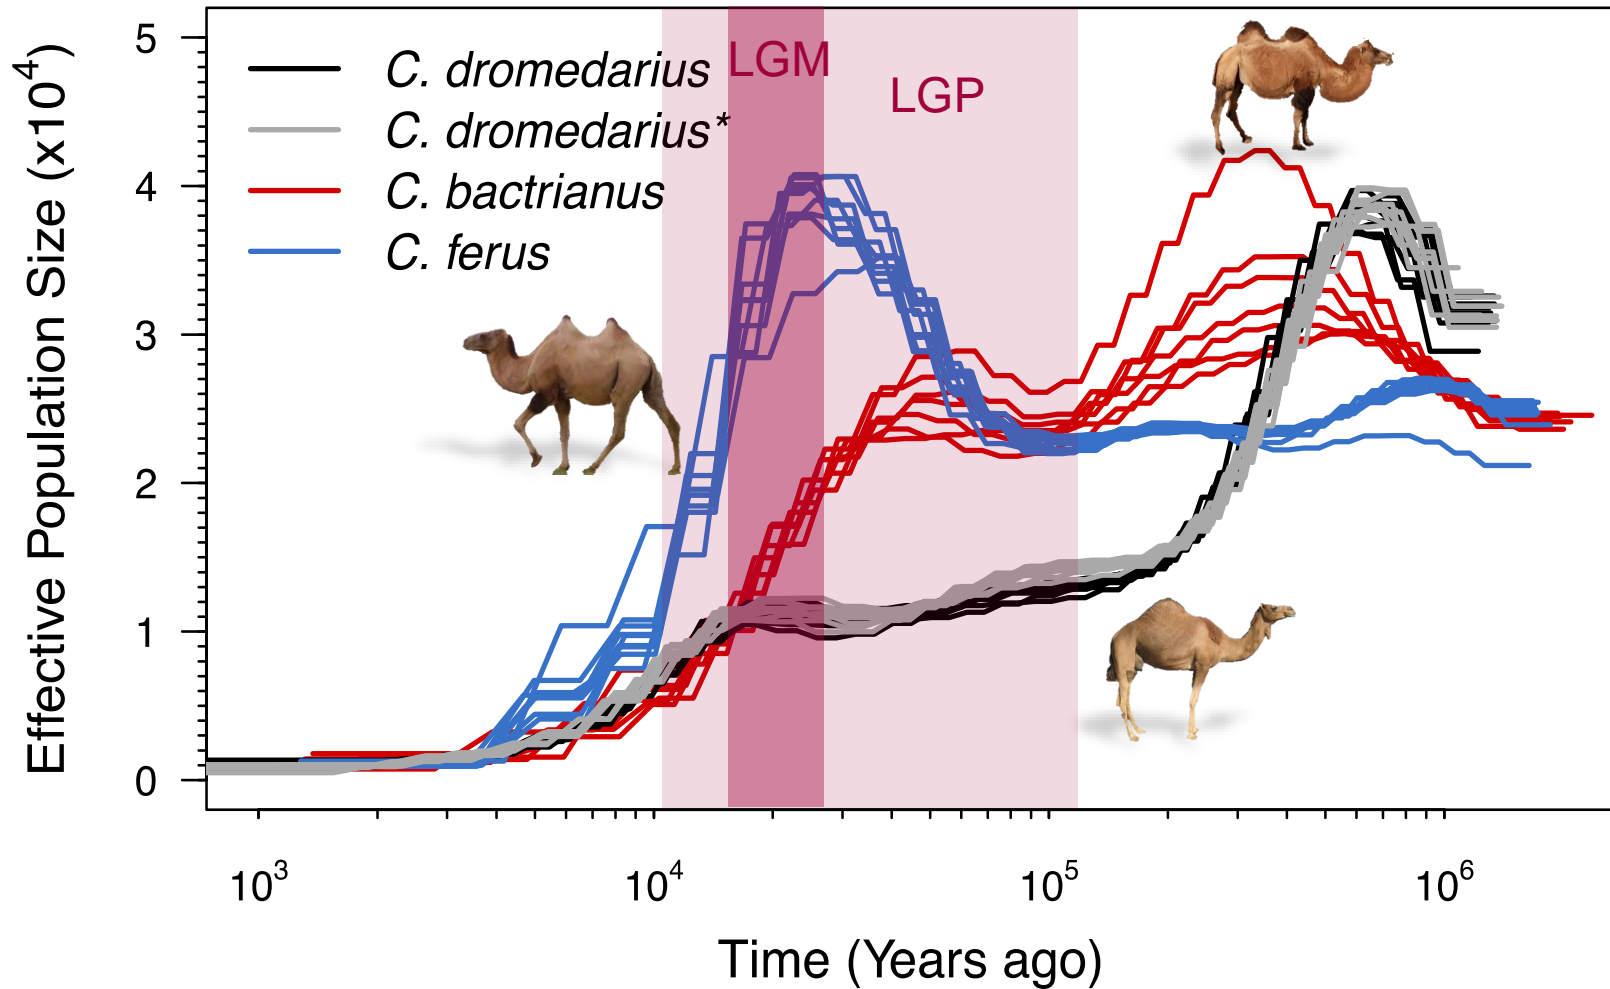 Effective Population Size (x10⁴)
5
4
3
2
1
0
C. dromedarius
C. dromedarius*
C. bactrianus
C. ferus
LGM
LGP
10³ 10⁴ 10⁵ 10⁶
Time (Years ago)